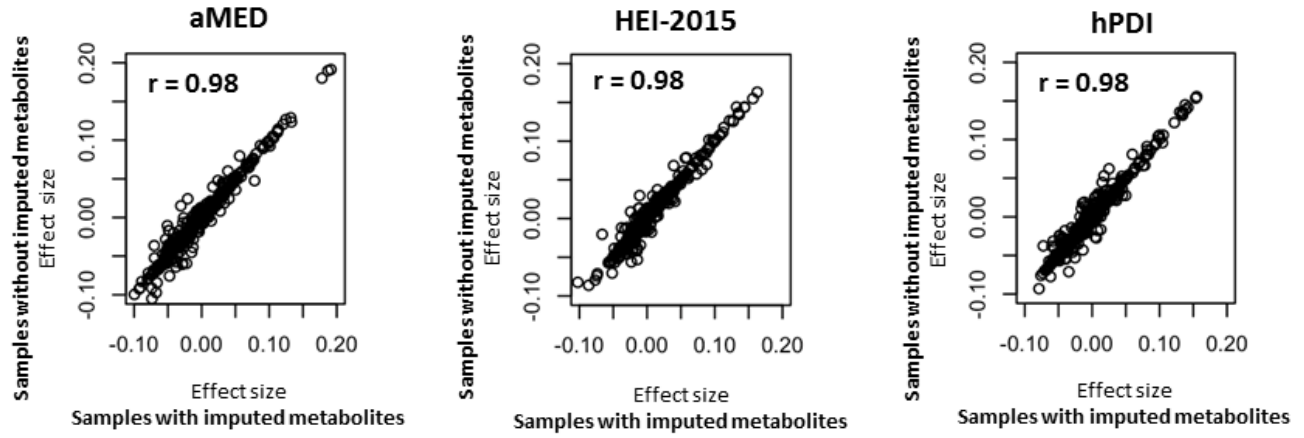 aMED
Samples without imputed metabolites
Effect size
0.20
0.10
0.00
-0.10
r = 0.98
-0.10 0.00 0.10 0.20
Effect size
Samples with imputed metabolites
HEI-2015
Samples without imputed metabolites
Effect size
0.20
0.10
0.00
-0.10
r = 0.98
-0.10 0.00 0.10 0.20
Effect size
Samples with imputed metabolites
hPDI
Samples without imputed metabolites
Effect size
0.20
0.10
0.00
-0.10
r = 0.98
-0.10 0.00 0.10 0.20
Effect size
Samples with imputed metabolites